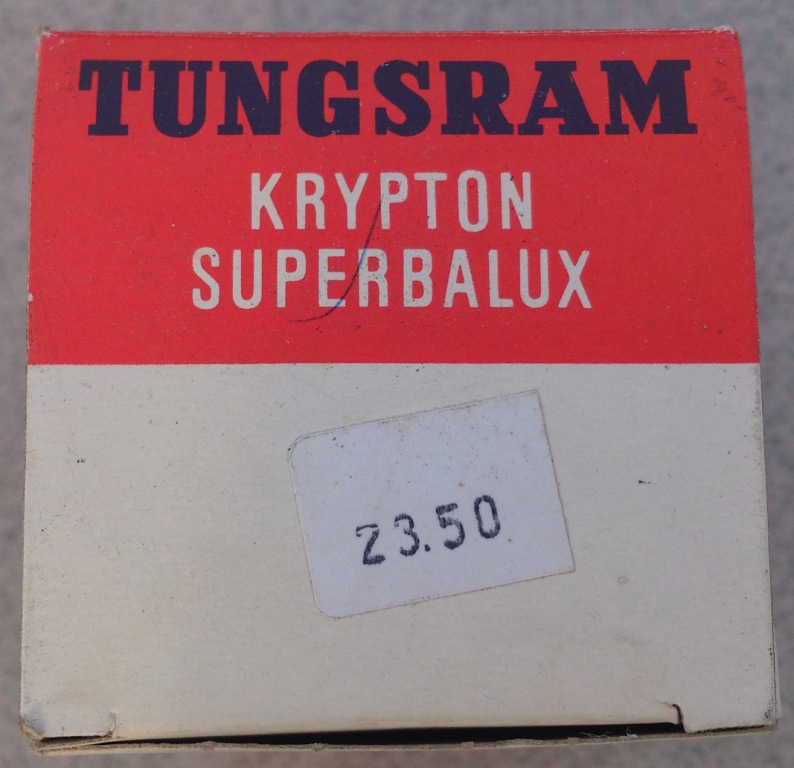 TUNGSRAM
KRYPTON
SUPERBALUX
23.50